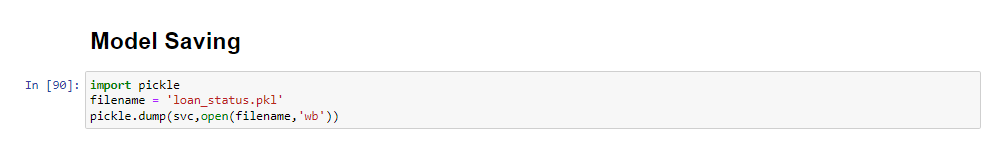 Model Saving
In [90]: import pickle
filename = 'loan_status.pkl'
pickle.dump(svc,open(filename,'wb'))